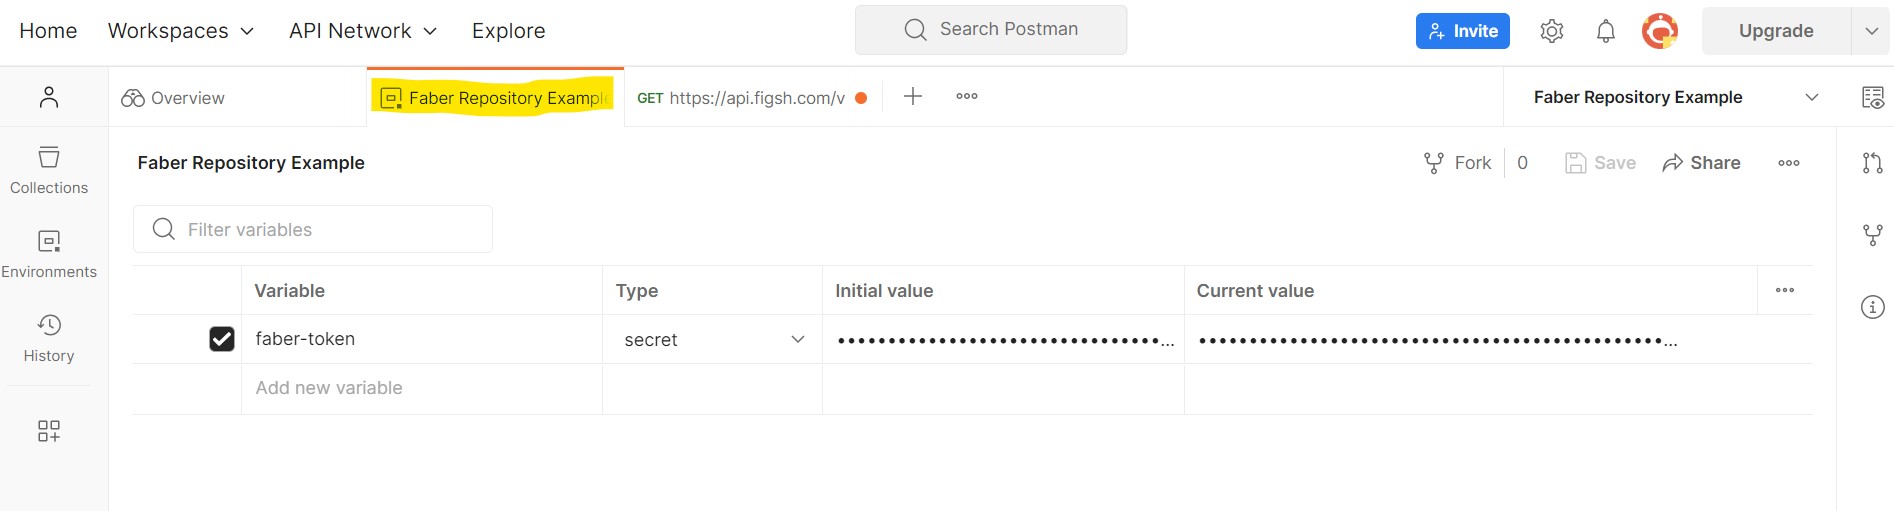 Home Workspaces API Network Explore Search Postman Invite Upgrade
Overview Faber Repository Example GET https://api.figsh.com/v Faber Repository Example
Faber Repository Example Fork 0 Save Share
Collections
Filter variables
Environments
Variable Type Initial value Current value
History
faber-token secret ••••••••••••••••••••••••••••••••... ••••••••••••••••••••••••••••••••••••••••••••••...
Add new variable